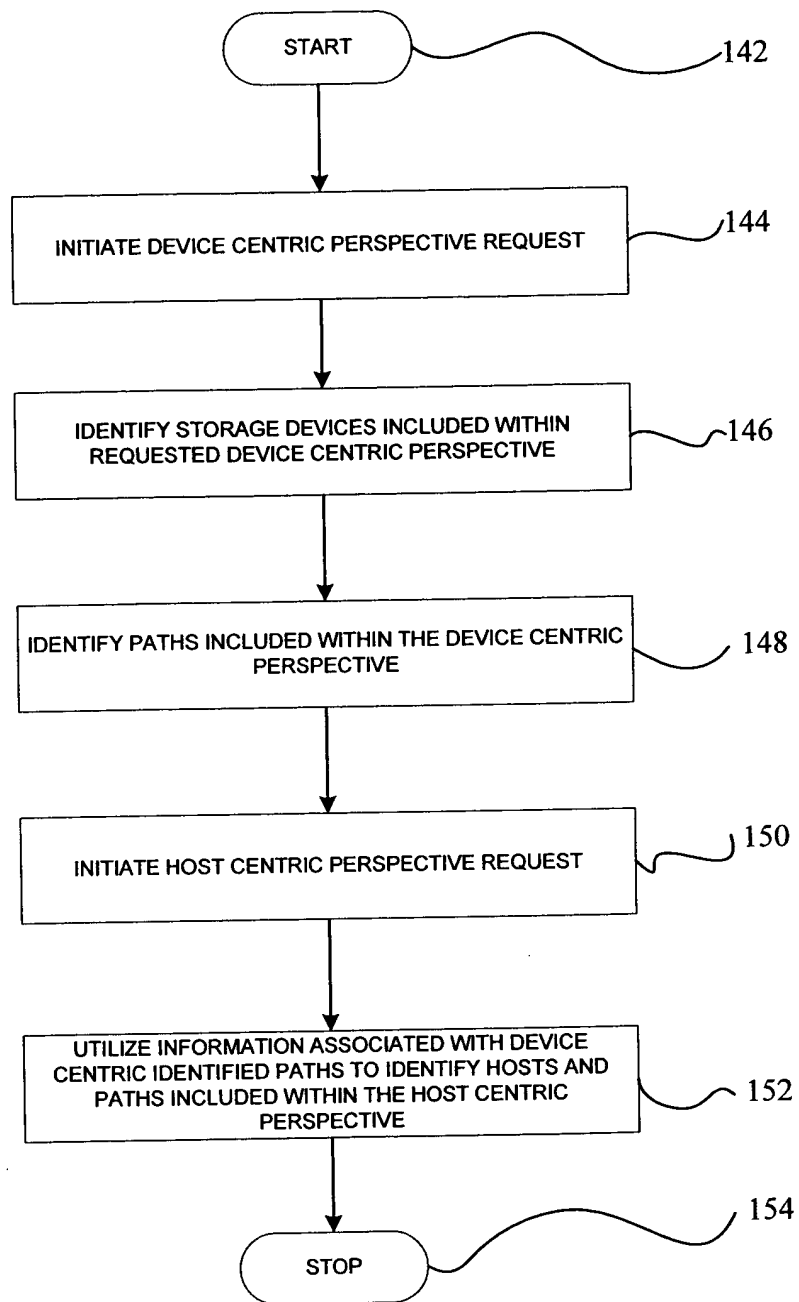 START
142
INITIATE DEVICE CENTRIC PERSPECTIVE REQUEST
144
IDENTIFY STORAGE DEVICES INCLUDED WITHIN
REQUESTED DEVICE CENTRIC PERSPECTIVE
146
IDENTIFY PATHS INCLUDED WITHIN THE DEVICE CENTRIC
PERSPECTIVE
148
INITIATE HOST CENTRIC PERSPECTIVE REQUEST
150
UTILIZE INFORMATION ASSOCIATED WITH DEVICE
CENTRIC IDENTIFIED PATHS TO IDENTIFY HOSTS AND
PATHS INCLUDED WITHIN THE HOST CENTRIC
PERSPECTIVE
152
STOP
154